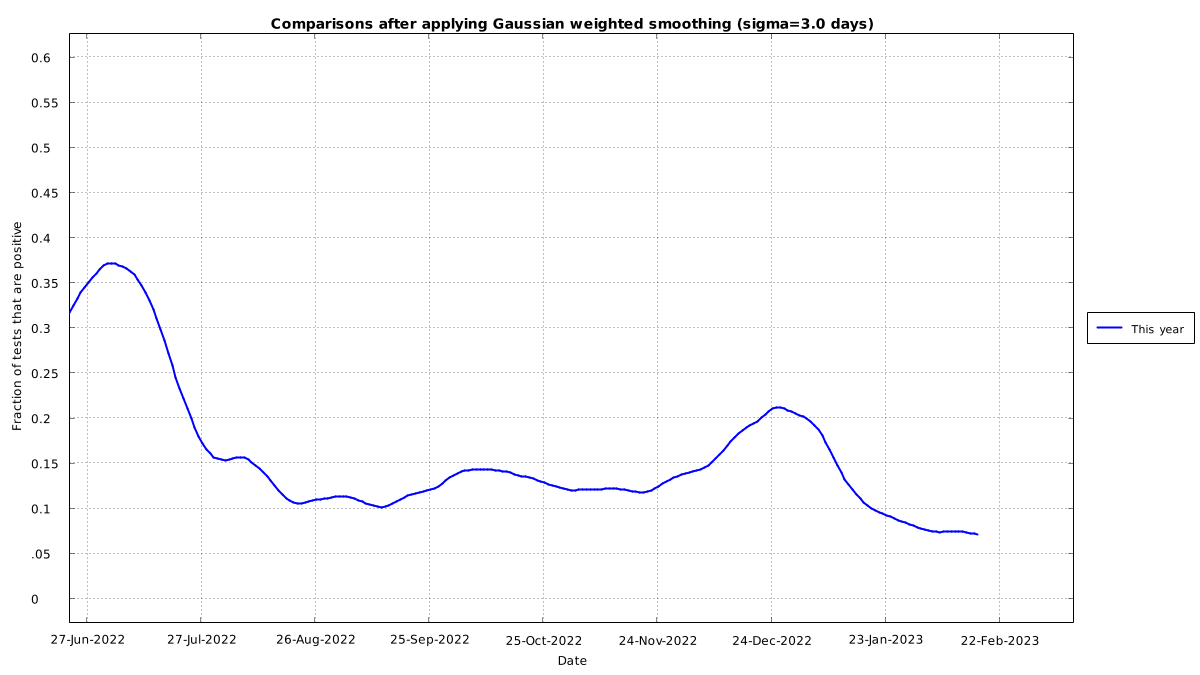 Comparisons after applying Gaussian weighted smoothing (sigma=3.0 days)
0.6
0.55
0.5
0.45
0.4
0.35
0.3
0.25
0.2
0.15
0.1
.05
0
Fraction of tests that are positive
27-Jun-2022
27-Jul-2022
26-Aug-2022
25-Sep-2022
25-Oct-2022
24-Nov-2022
24-Dec-2022
23-Jan-2023
22-Feb-2023
Date
This year